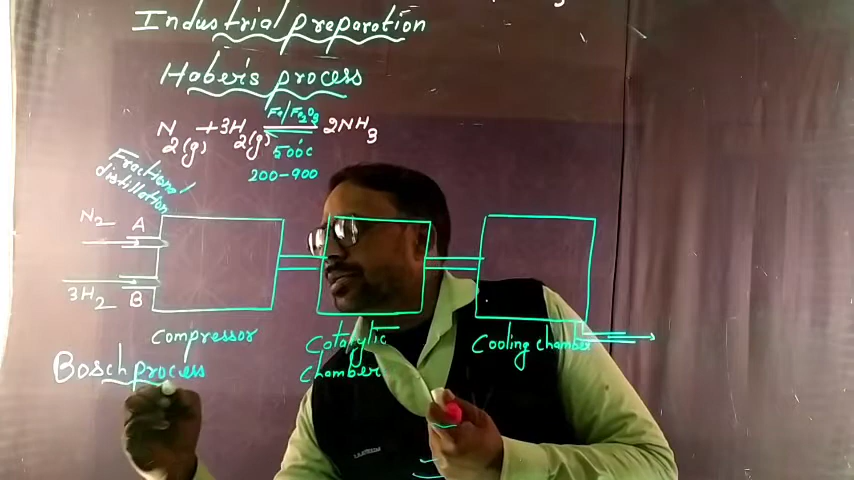 Industrial preparation
Haber's process
Fe/Fe2O3
N2(g) + 3H2(g) 2NH3
500°C
200-900
Fractional
distillation
N2 A
3H2 B
Compressor
Catalytic
Chamber
Cooling chamber
Bosch process